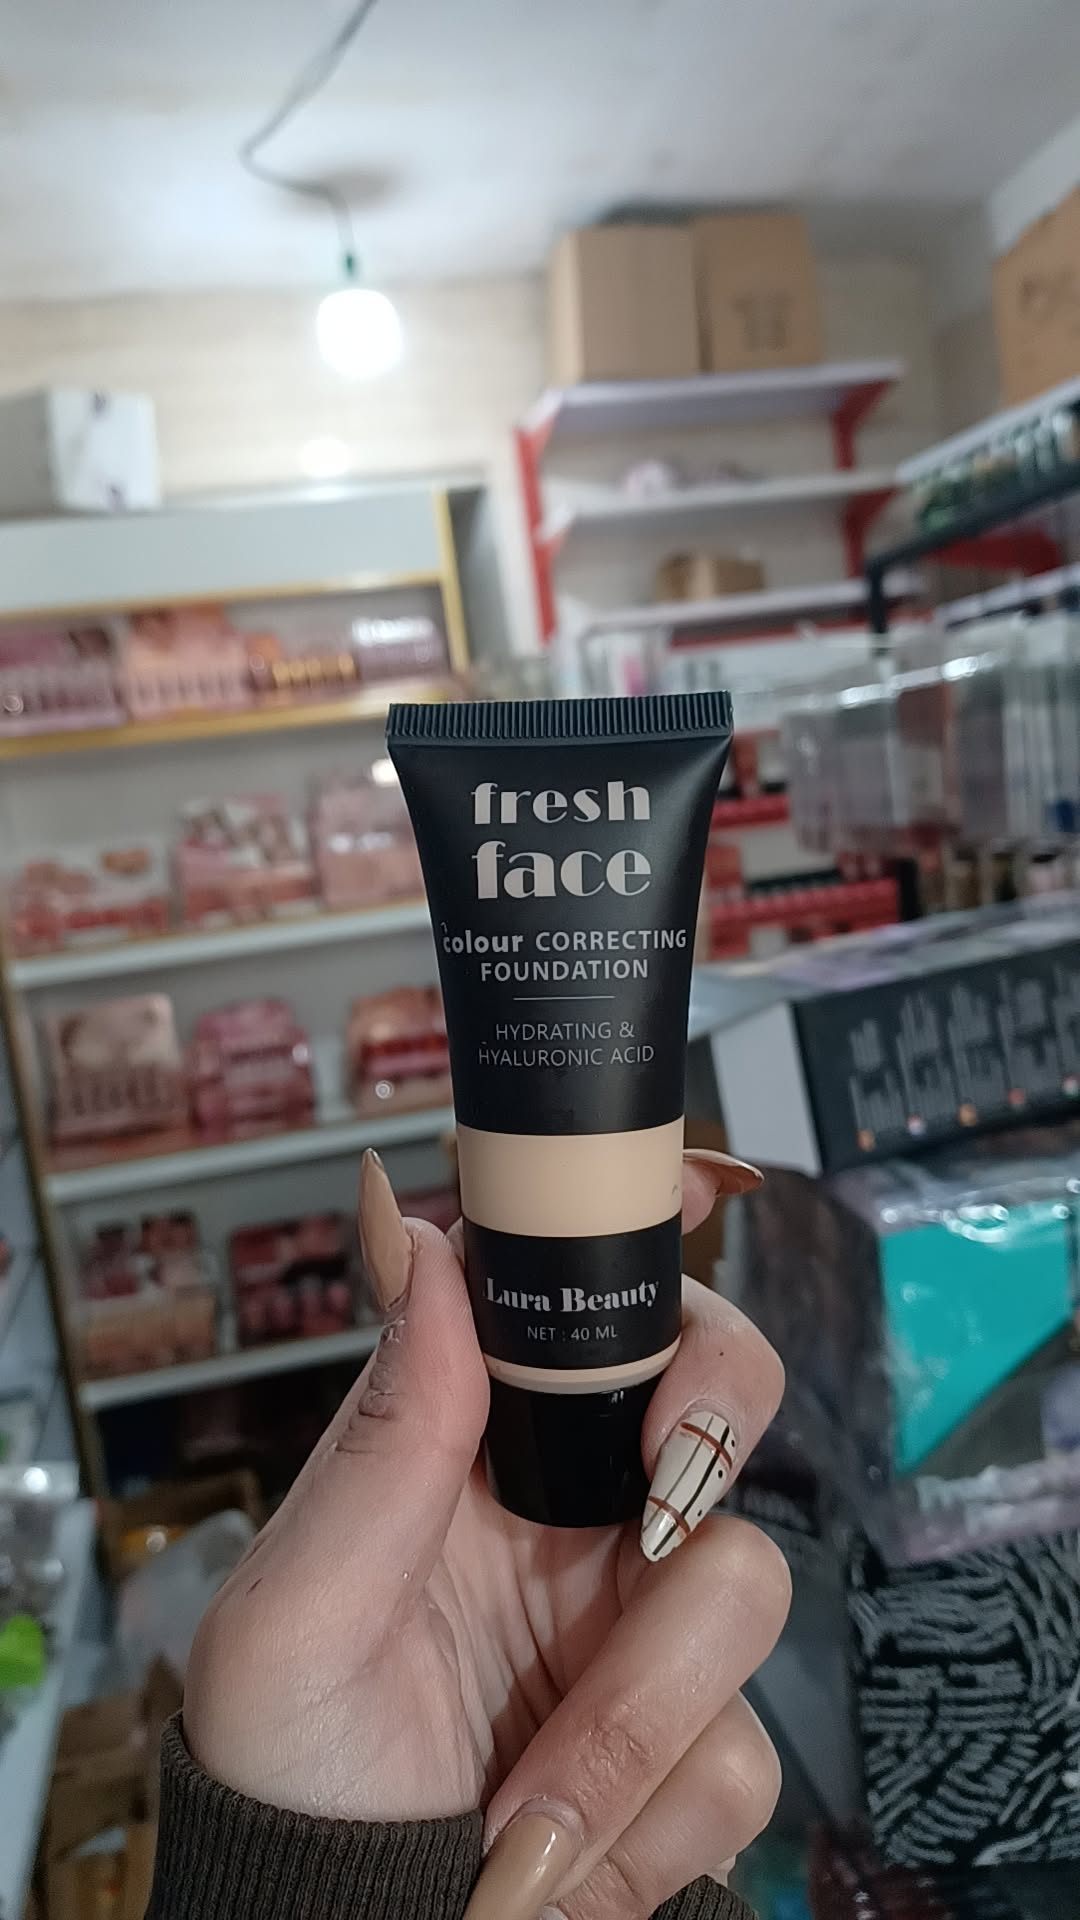 fresh
face
colour CORRECTING
FOUNDATION
HYDRATING &
HYALURONIC ACID
Lura Beauty
NET : 40 ML